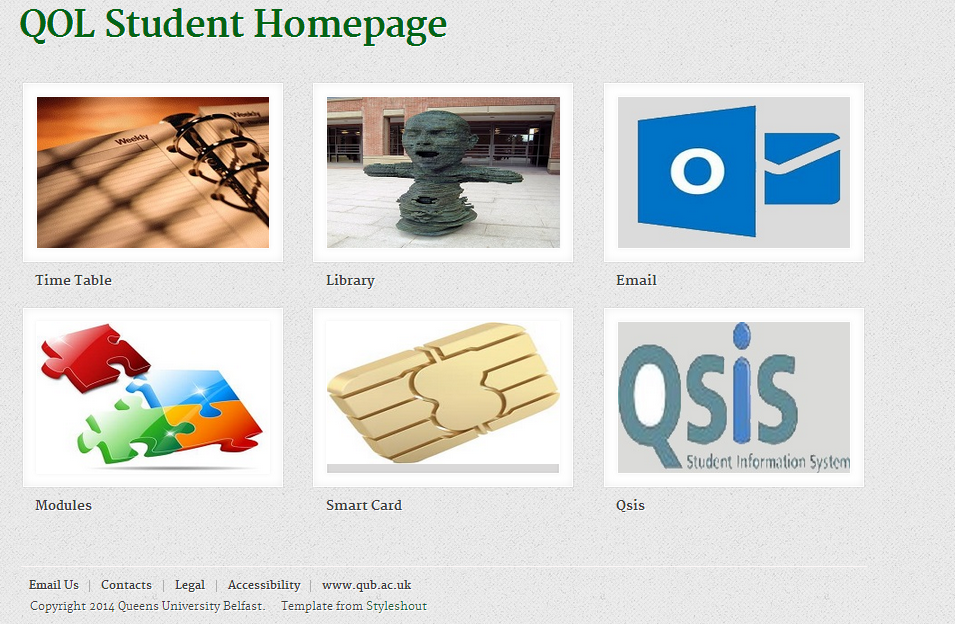 QOL Student Homepage
Weekly
Weekly
O
Time Table
Library
Email
Qsis
Student Information System
Modules
Smart Card
Qsis
Email Us | Contacts | Legal | Accessibility | www.qub.ac.uk
Copyright 2014 Queens University Belfast. Template from Styleshout